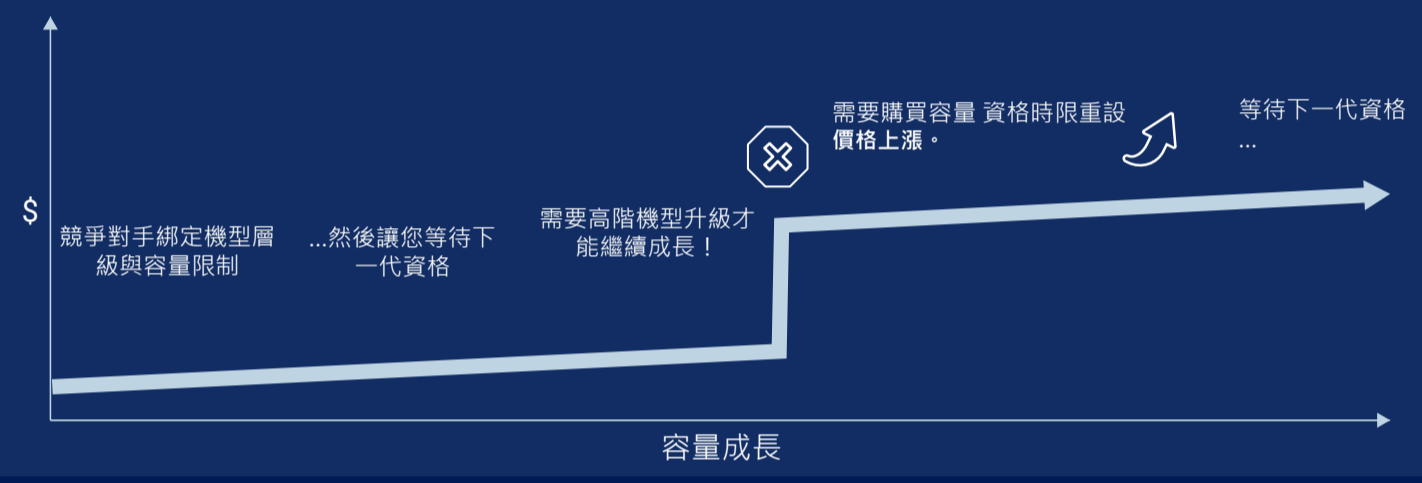 $
競爭對手綁定機型層
級與容量限制
...然後讓您等待下
一代資格
需要高階機型升級才
能繼續成長！
需要購買容量 資格時限重設
價格上漲。
等待下一代資格
...
容量成長